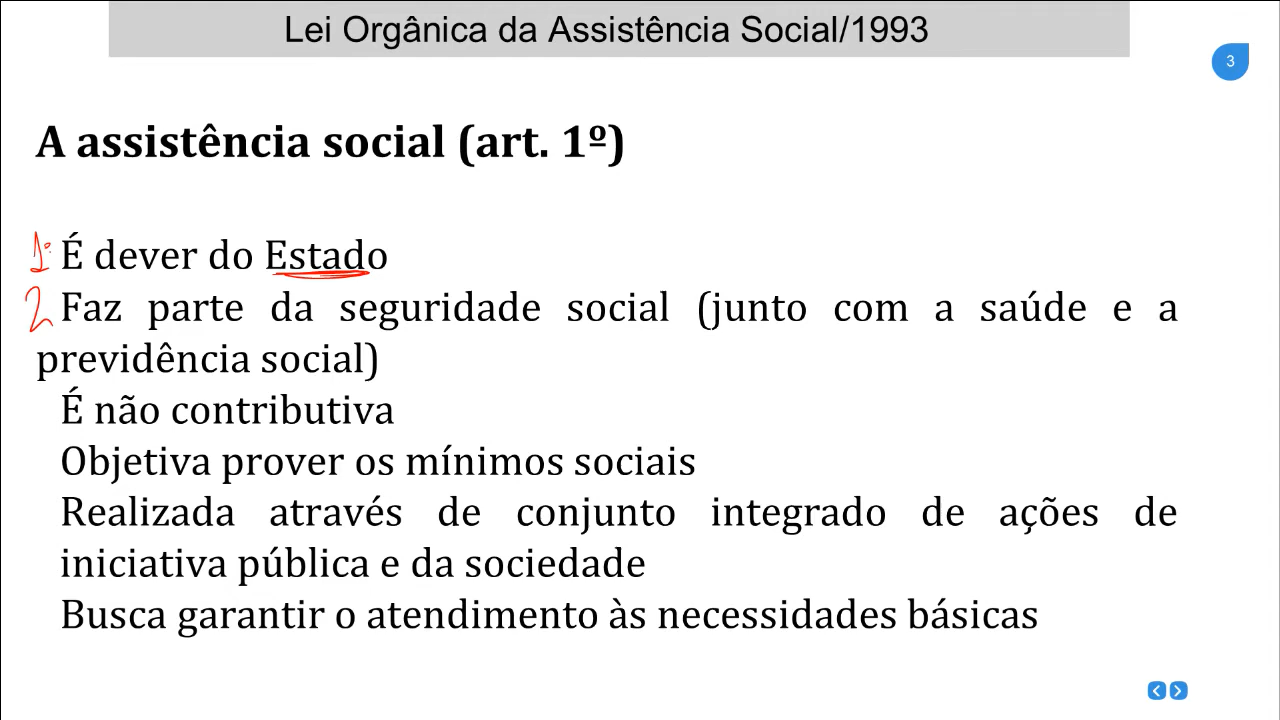 Lei Orgânica da Assistência Social/1993
3
A assistência social (art. 1º)
1º É dever do Estado
2 Faz parte da seguridade social (junto com a saúde e a
previdência social)
É não contributiva
Objetiva prover os mínimos sociais
Realizada através de conjunto integrado de ações de
iniciativa pública e da sociedade
Busca garantir o atendimento às necessidades básicas